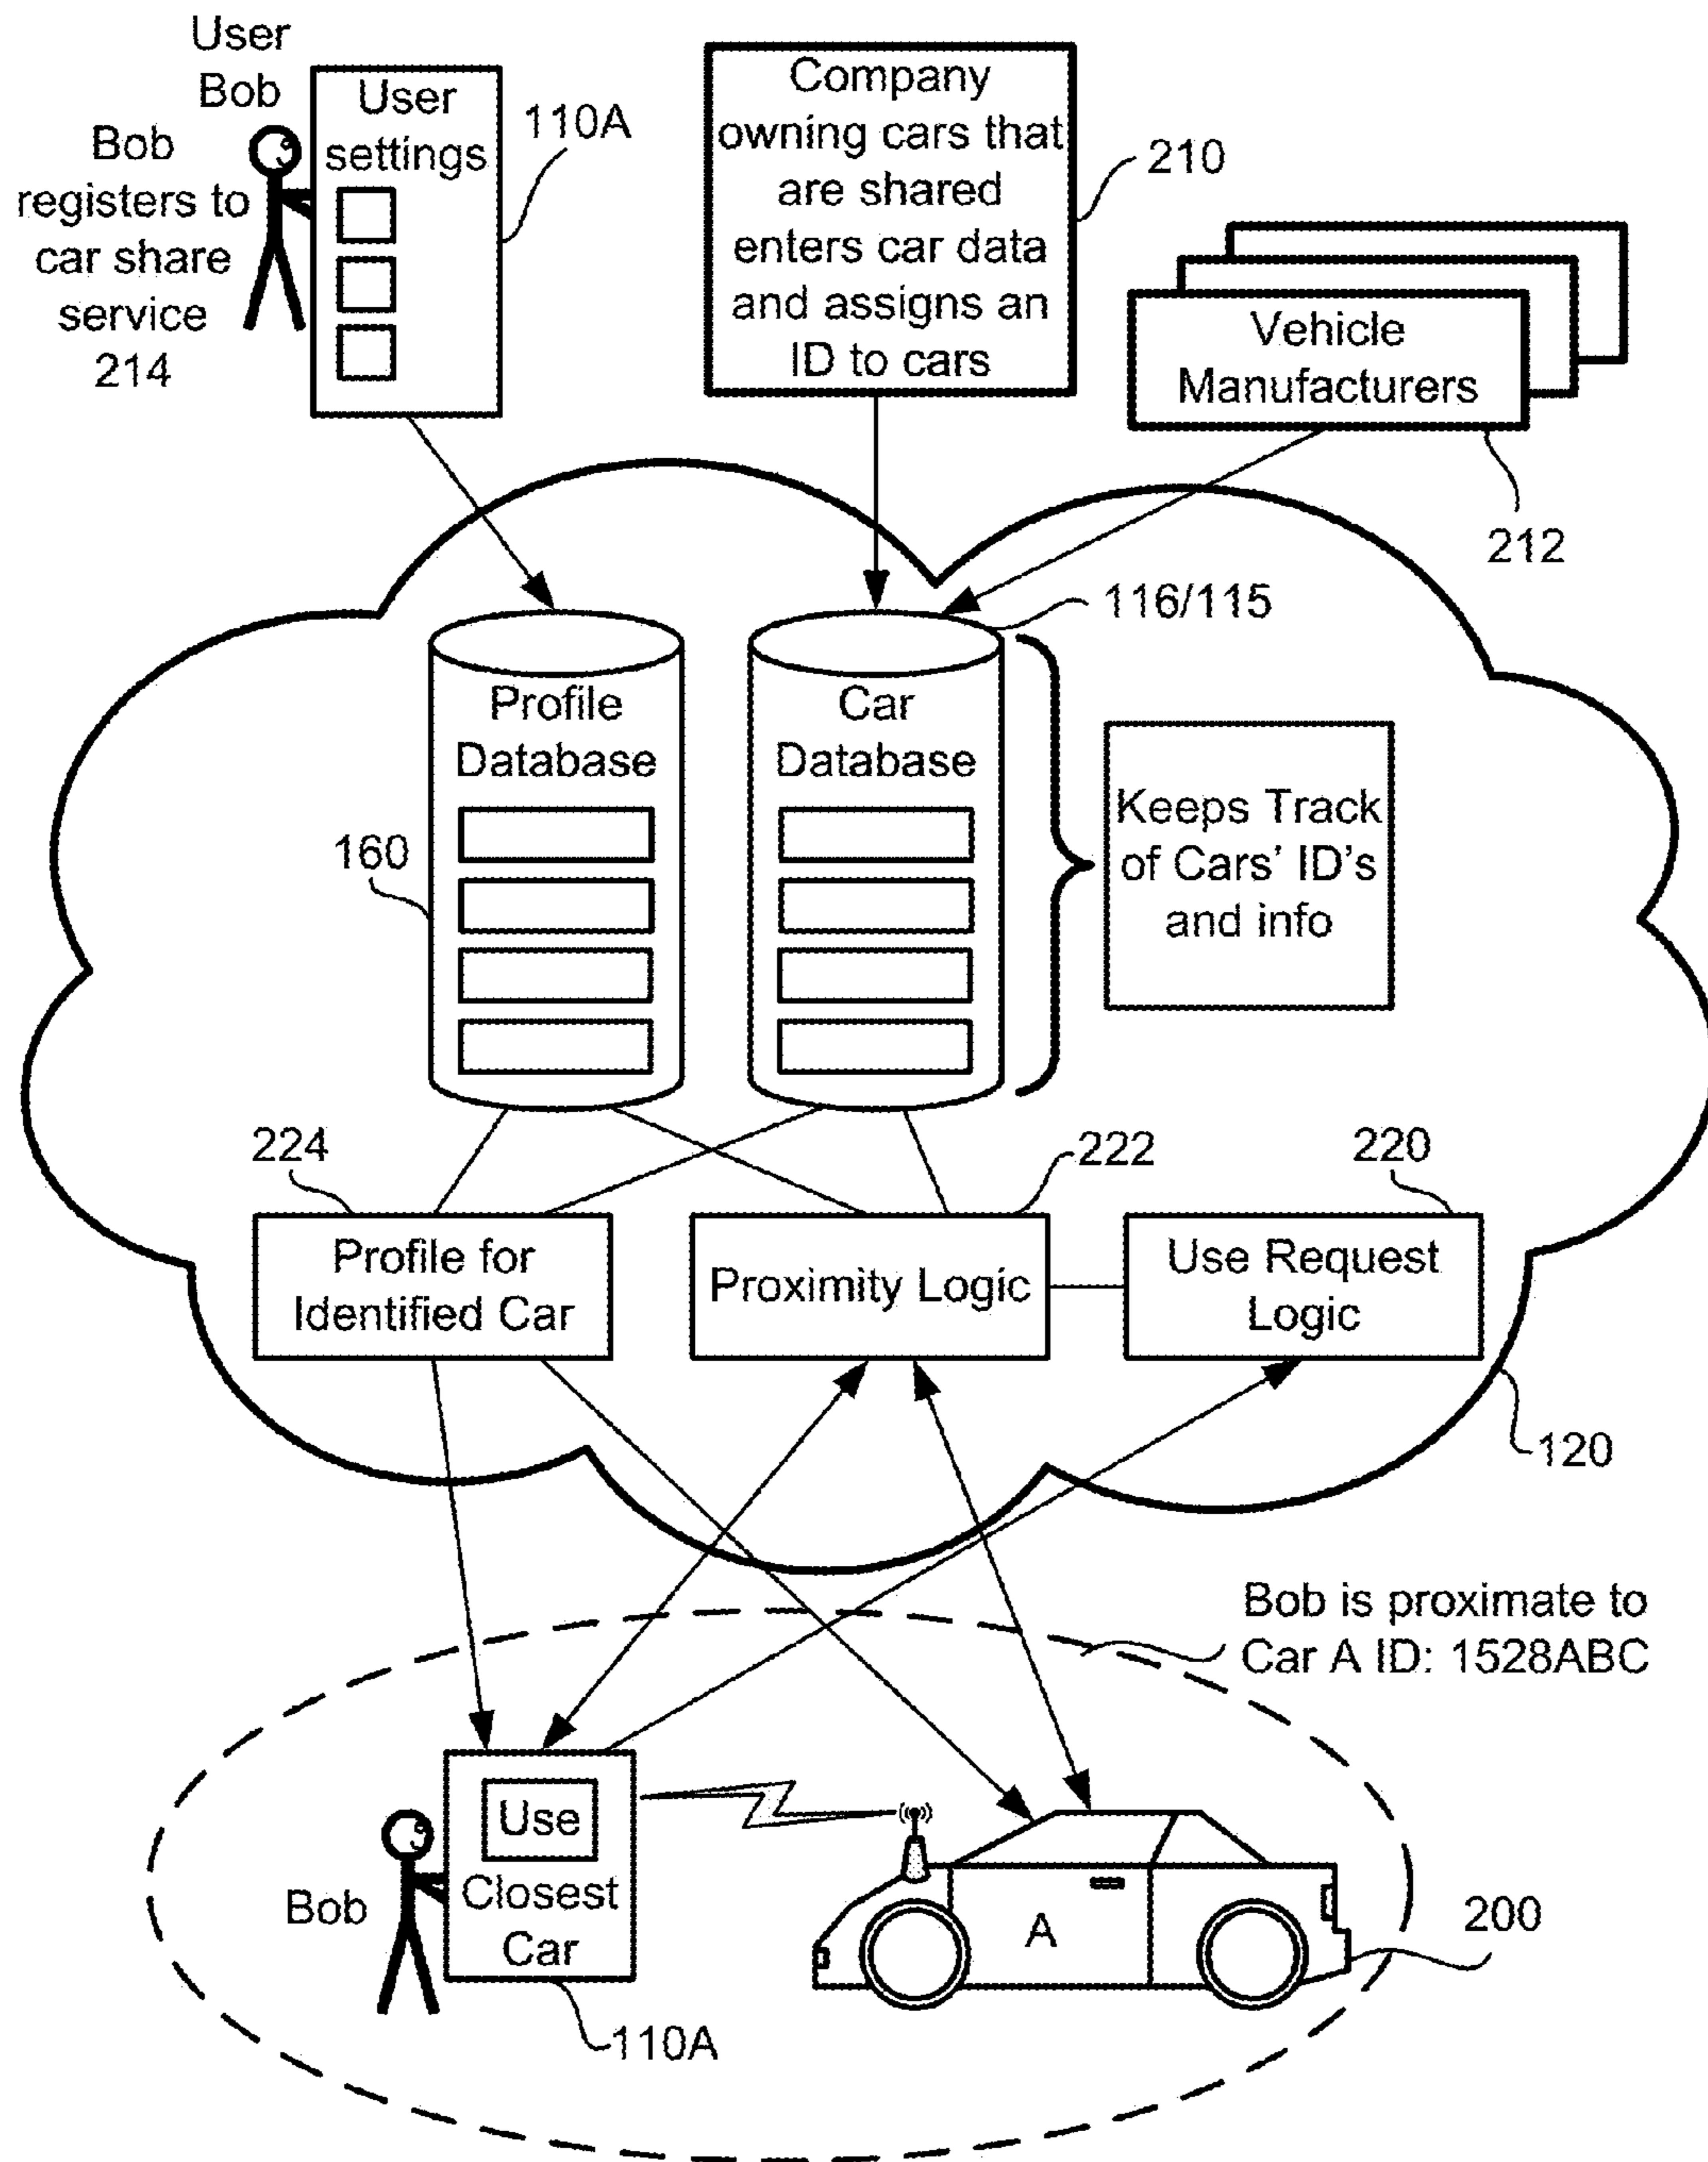 User
Bob
Bob
registers to
car share
service
214
User
settings
110A
Company
owning cars that
are shared
enters car data
and assigns an
ID to cars
210
Vehicle
Manufacturers
212
116/115
Profile
Database
Car
Database
Keeps Track
of Cars’ ID’s
and info
160
224
222
220
Profile for
Identified Car
Proximity Logic
Use Request
Logic
120
Bob is proximate to
Car A ID: 1528ABC
Use
Closest
Car
Bob
A
200
110A